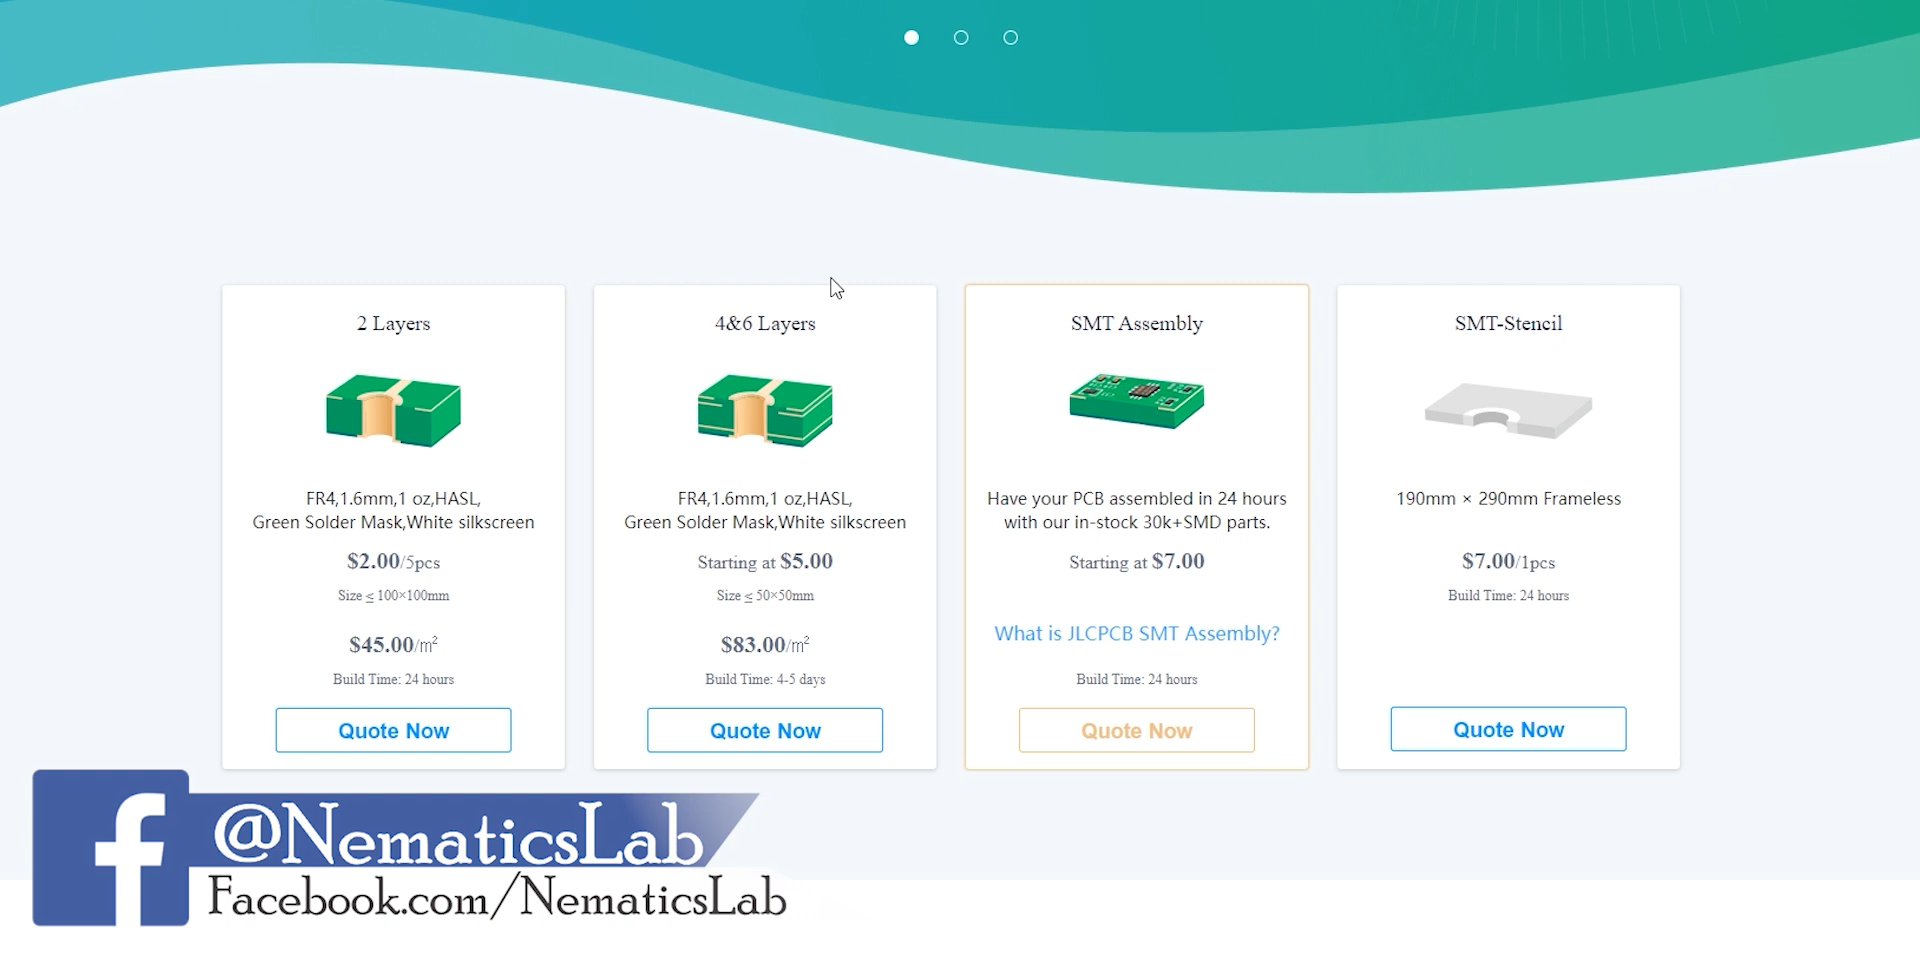 2 Layers
FR4,1.6mm,1 oz,HASL,
Green Solder Mask,White silkscreen
$2.00/5pcs
Size ≤ 100×100mm
$45.00/m²
Build Time: 24 hours
Quote Now
4&6 Layers
FR4,1.6mm,1 oz,HASL,
Green Solder Mask,White silkscreen
Starting at $5.00
Size ≤ 50×50mm
$83.00/m²
Build Time: 4-5 days
Quote Now
SMT Assembly
Have your PCB assembled in 24 hours
with our in-stock 30k+SMD parts.
Starting at $7.00
What is JLCPCB SMT Assembly?
Build Time: 24 hours
Quote Now
SMT-Stencil
190mm × 290mm Frameless
$7.00/1pcs
Build Time: 24 hours
Quote Now
f
@NematicsLab
Facebook.com/NematicsLab